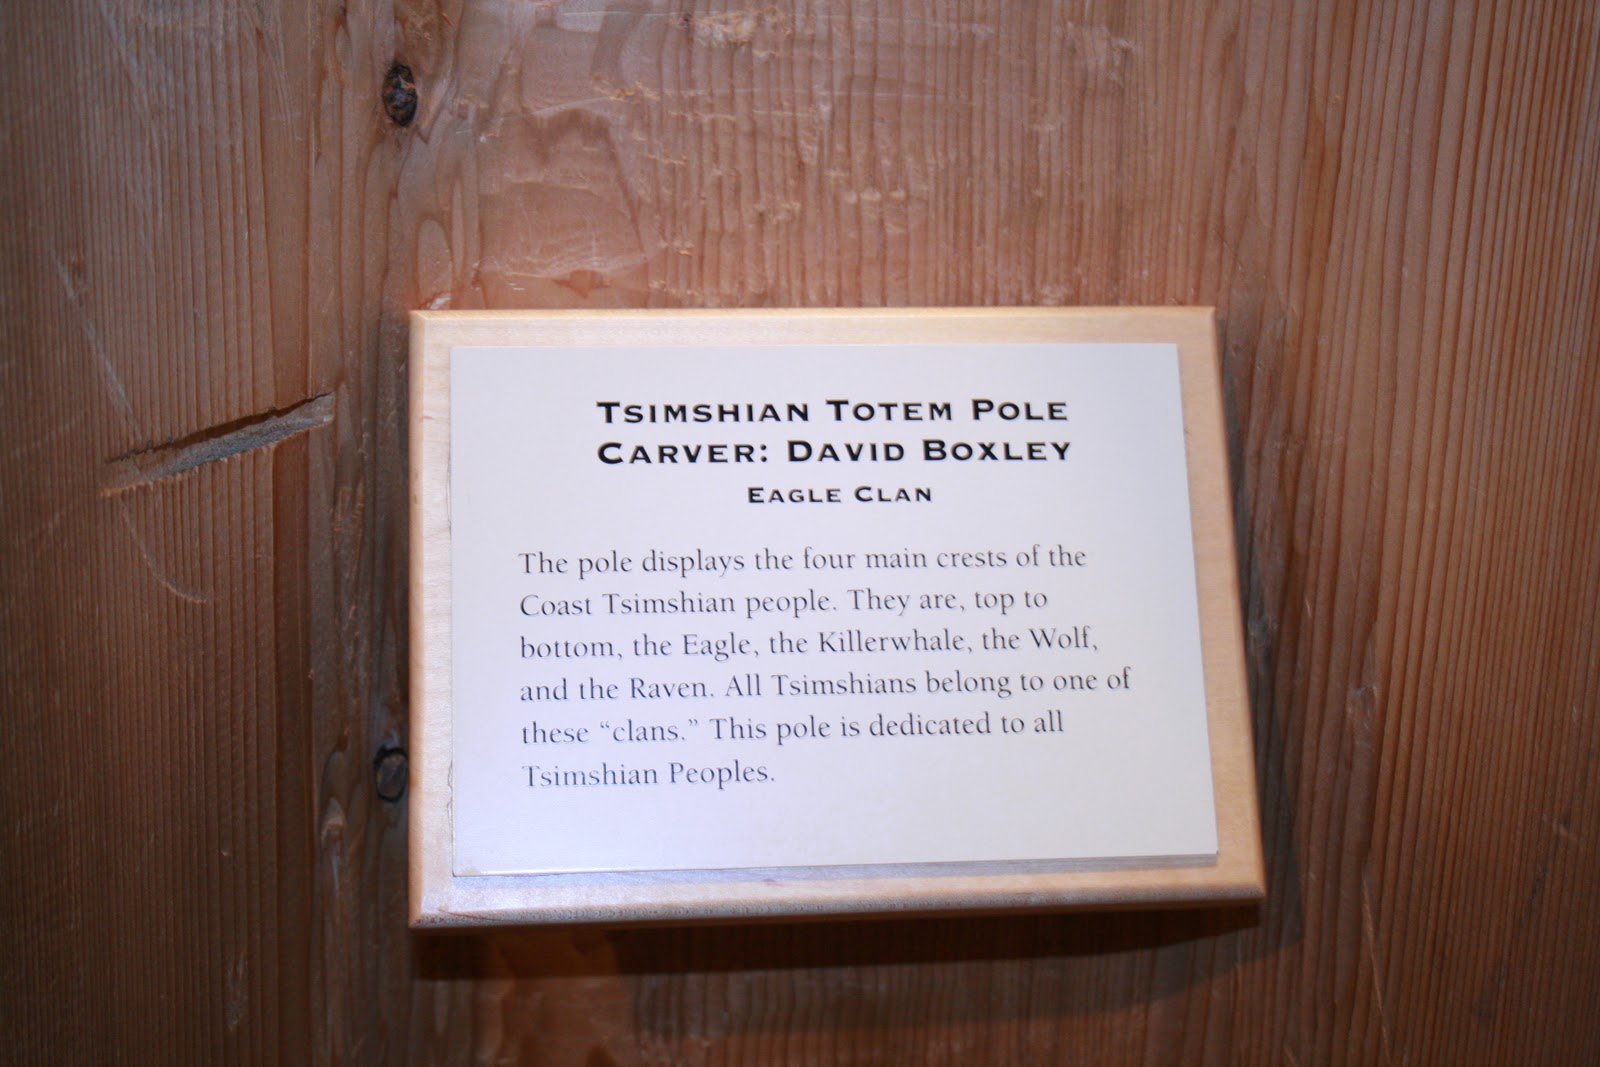 TSIMSHIAN TOTEM POLE
CARVER: DAVID BOXLEY
EAGLE CLAN
The pole displays the four main crests of the
Coast Tsimshian people. They are, top to
bottom, the Eagle, the Killerwhale, the Wolf,
and the Raven. All Tsimshians belong to one of
these “clans.” This pole is dedicated to all
Tsimshian Peoples.